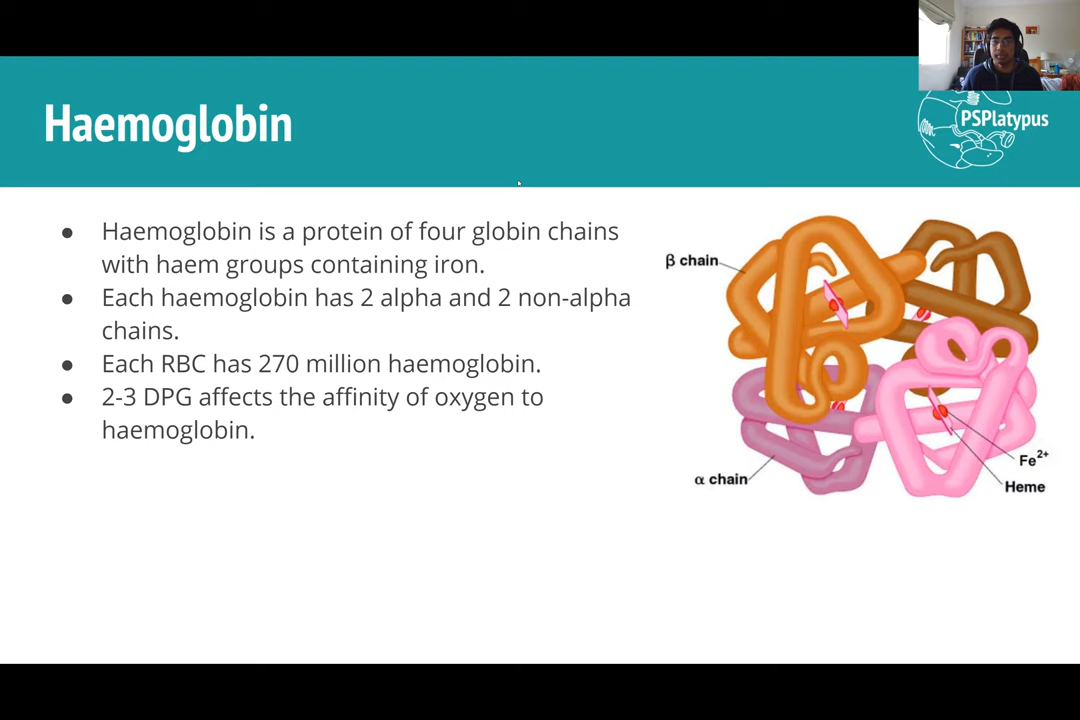 Haemoglobin
PSPlatypus
● Haemoglobin is a protein of four globin chains
with haem groups containing iron.
● Each haemoglobin has 2 alpha and 2 non-alpha
chains.
● Each RBC has 270 million haemoglobin.
● 2-3 DPG affects the affinity of oxygen to
haemoglobin.
β chain
α chain
Fe²⁺
Heme